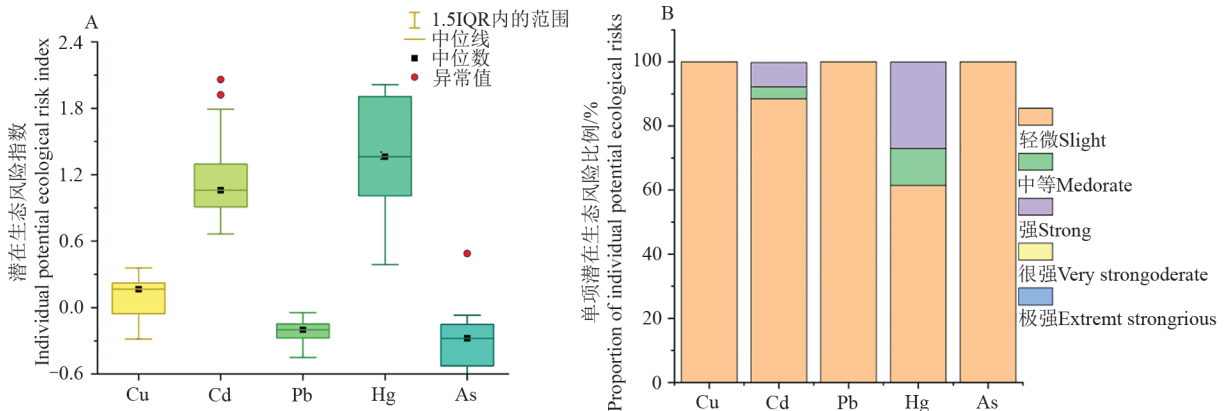 A
1.5IQR内的范围
中位线
中位数
异常值
潜在生态风险指数
Individual potential ecological risk index
2.4
1.8
1.2
0.6
0.0
−0.6
Cu
Cd
Pb
Hg
As
B
单项潜在生态风险比例/%
Proportion of individual potential ecological risks
100
80
60
40
20
0
Cu
Cd
Pb
Hg
As
轻微Slight
中等Medorate
强Strong
很强Very strongoderate
极强Extremt strongrious